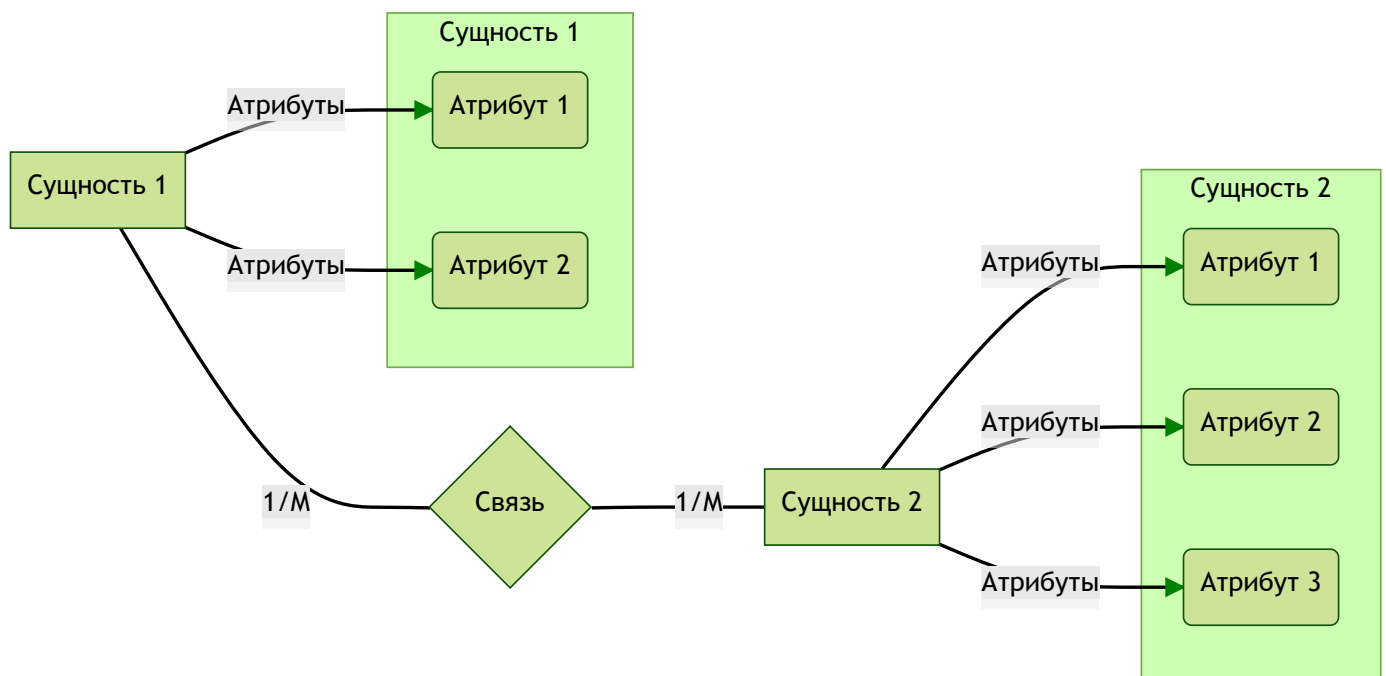 Сущность 1
Атрибуты
Атрибут 1
Сущность 1
Атрибуты
Атрибут 2
Сущность 2
Атрибуты
Атрибут 1
Атрибуты
Атрибут 2
1/М
Связь
1/М
Сущность 2
Атрибуты
Атрибут 3